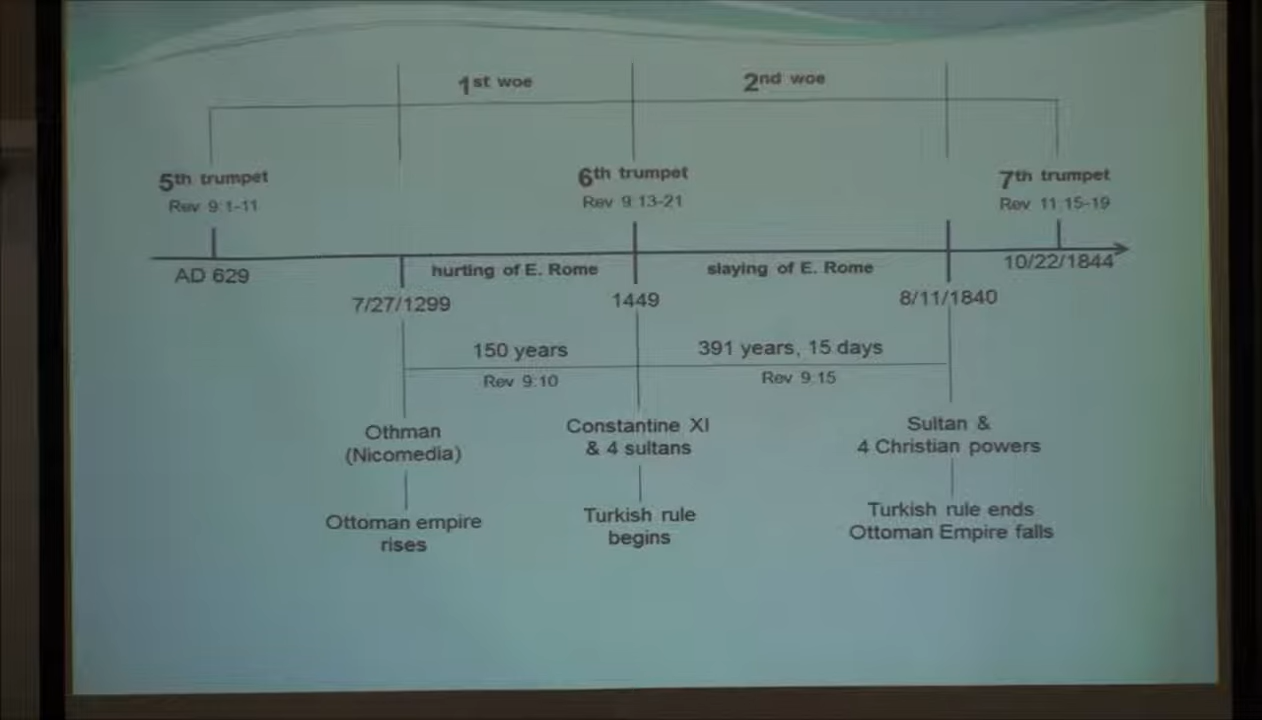 1st woe
2nd woe
5th trumpet
Rev 9:1-11
6th trumpet
Rev 9:13-21
7th trumpet
Rev 11:15-19
AD 629
hurting of E. Rome
slaying of E. Rome
10/22/1844
7/27/1299
1449
8/11/1840
150 years
Rev 9:10
391 years, 15 days
Rev 9:15
Othman
(Nicomedia)
Constantine XI
& 4 sultans
Sultan &
4 Christian powers
Ottoman empire
rises
Turkish rule
begins
Turkish rule ends
Ottoman Empire falls